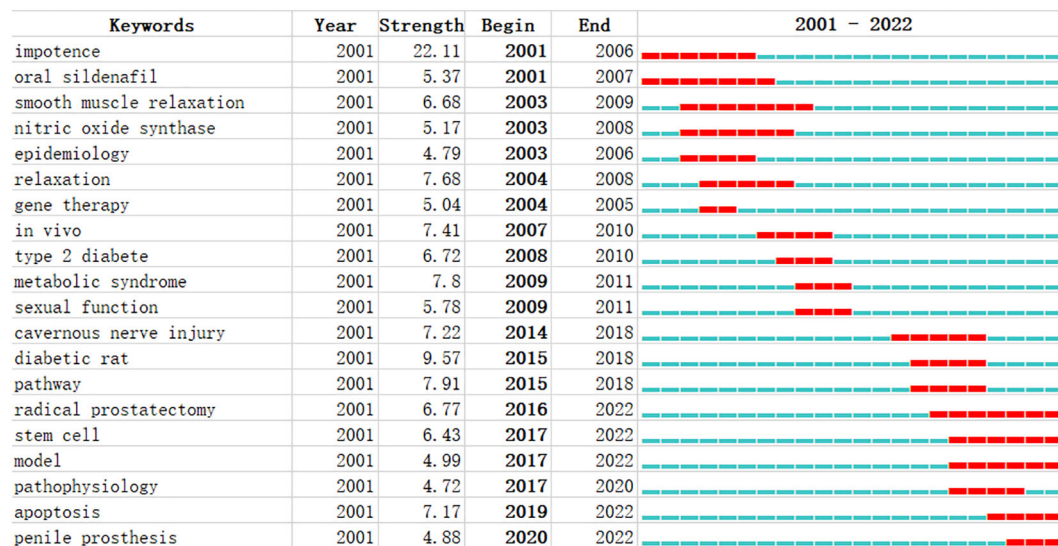 Keywords Year Strength Begin End 2001 - 2022
impotence 2001 22.11 2001 2006
oral sildenafil 2001 5.37 2001 2007
smooth muscle relaxation 2001 6.68 2003 2009
nitric oxide synthase 2001 5.17 2003 2008
epidemiology 2001 4.79 2003 2006
relaxation 2001 7.68 2004 2008
gene therapy 2001 5.04 2004 2005
in vivo 2001 7.41 2007 2010
type 2 diabete 2001 6.72 2008 2010
metabolic syndrome 2001 7.8 2009 2011
sexual function 2001 5.78 2009 2011
cavernous nerve injury 2001 7.22 2014 2018
diabetic rat 2001 9.57 2015 2018
pathway 2001 7.91 2015 2018
radical prostatectomy 2001 6.77 2016 2022
stem cell 2001 6.43 2017 2022
model 2001 4.99 2017 2022
pathophysiology 2001 4.72 2017 2020
apoptosis 2001 7.17 2019 2022
penile prosthesis 2001 4.88 2020 2022